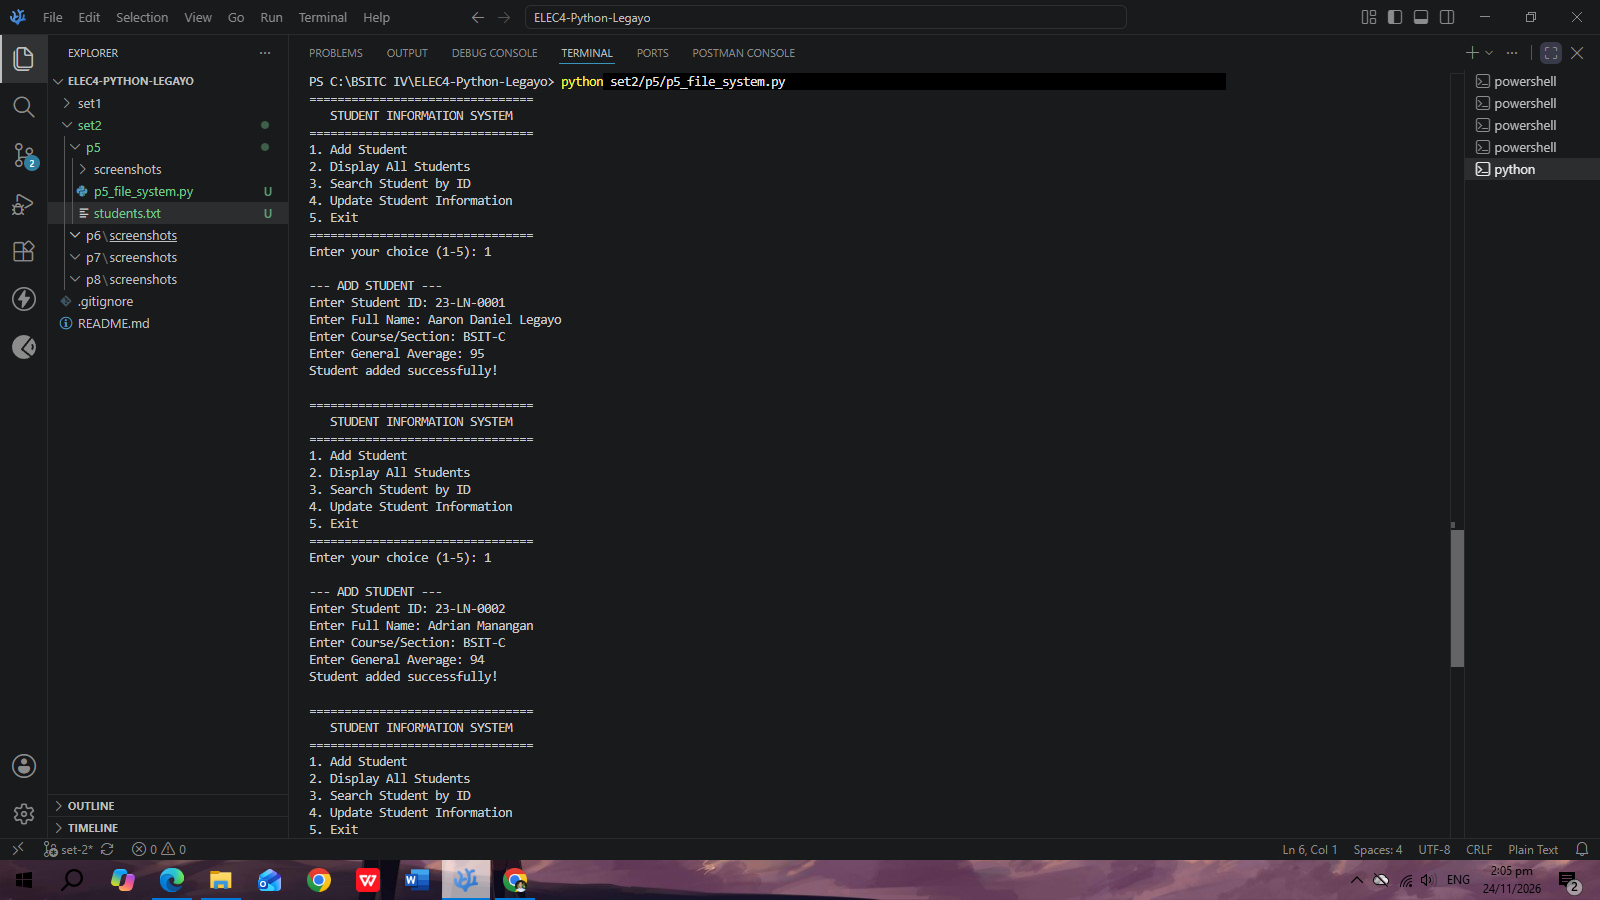 File Edit Selection View Go Run Terminal Help
ELEC4-Python-Legayo
EXPLORER
ELEC4-PYTHON-LEGAYO
set1
set2
p5
screenshots
p5_file_system.py U
students.txt U
p6\screenshots
p7\screenshots
p8\screenshots
.gitignore
README.md
OUTLINE
TIMELINE
2
PROBLEMS OUTPUT DEBUG CONSOLE TERMINAL PORTS POSTMAN CONSOLE
PS C:\BSITC IV\ELEC4-Python-Legayo> python set2/p5/p5_file_system.py
================================
STUDENT INFORMATION SYSTEM
================================
1. Add Student
2. Display All Students
3. Search Student by ID
4. Update Student Information
5. Exit
================================
Enter your choice (1-5): 1
--- ADD STUDENT ---
Enter Student ID: 23-LN-0001
Enter Full Name: Aaron Daniel Legayo
Enter Course/Section: BSIT-C
Enter General Average: 95
Student added successfully!
================================
STUDENT INFORMATION SYSTEM
================================
1. Add Student
2. Display All Students
3. Search Student by ID
4. Update Student Information
5. Exit
================================
Enter your choice (1-5): 1
--- ADD STUDENT ---
Enter Student ID: 23-LN-0002
Enter Full Name: Adrian Manangan
Enter Course/Section: BSIT-C
Enter General Average: 94
Student added successfully!
================================
STUDENT INFORMATION SYSTEM
================================
1. Add Student
2. Display All Students
3. Search Student by ID
4. Update Student Information
5. Exit
powershell
powershell
powershell
powershell
python
set-2* 0 0
Ln 6, Col 1 Spaces: 4 UTF-8 CRLF Plain Text
ENG
2:05 pm
24/11/2026
2